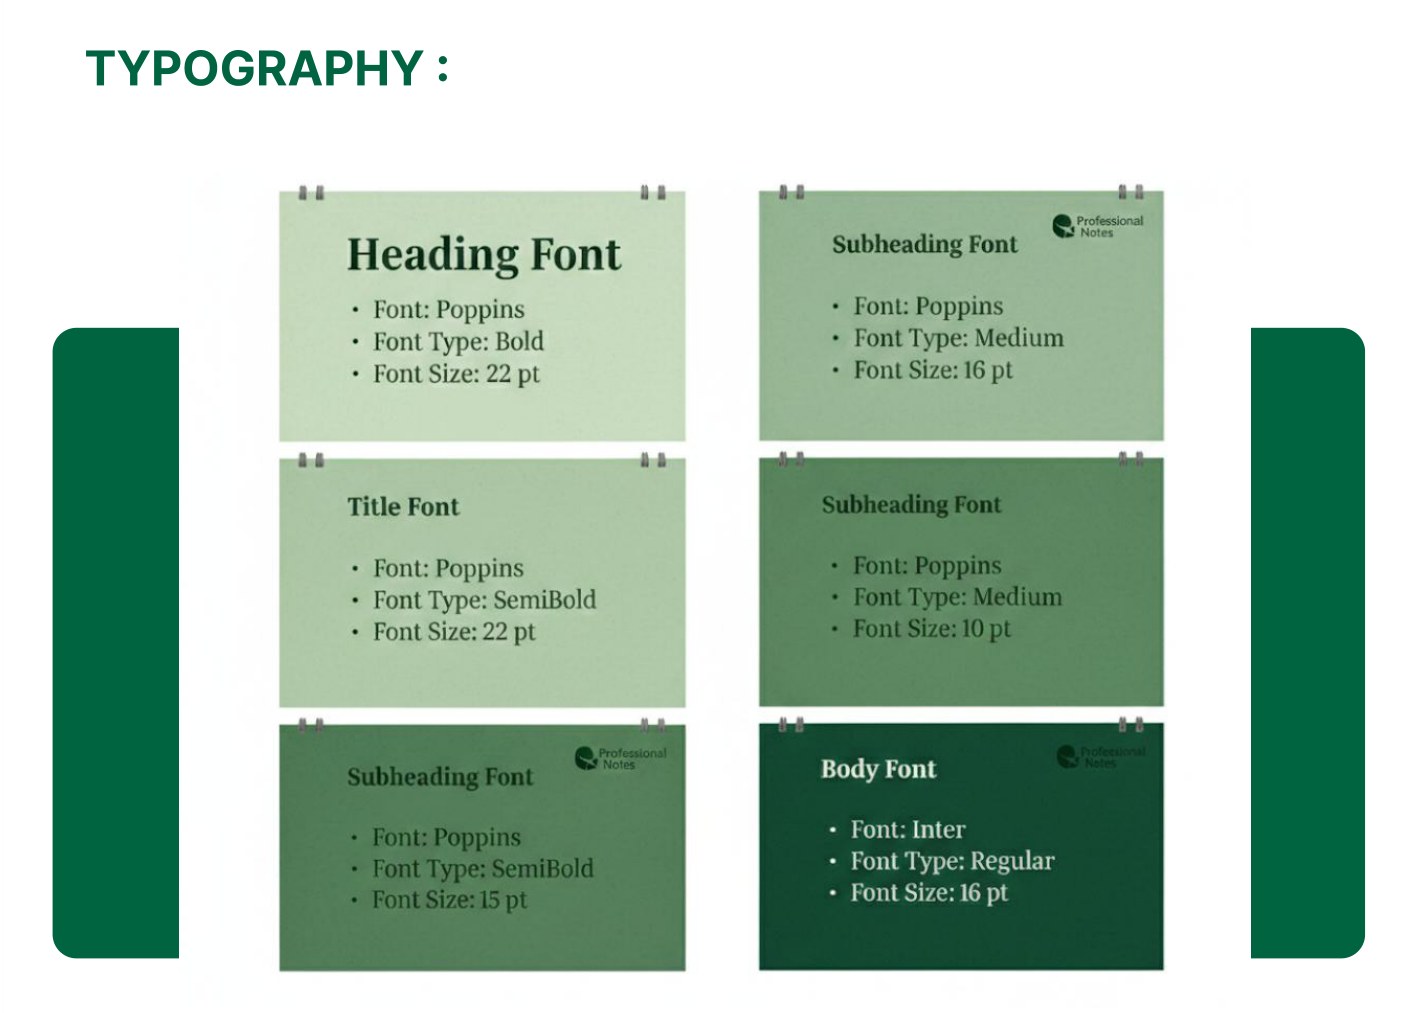 TYPOGRAPHY :
Heading Font
• Font: Poppins
• Font Type: Bold
• Font Size: 22 pt
Professional
Notes
Subheading Font
• Font: Poppins
• Font Type: Medium
• Font Size: 16 pt
Title Font
• Font: Poppins
• Font Type: SemiBold
• Font Size: 22 pt
Subheading Font
• Font: Poppins
• Font Type: Medium
• Font Size: 10 pt
Professional
Notes
Subheading Font
• Font: Poppins
• Font Type: SemiBold
• Font Size: 15 pt
Professional
Notes
Body Font
• Font: Inter
• Font Type: Regular
• Font Size: 16 pt